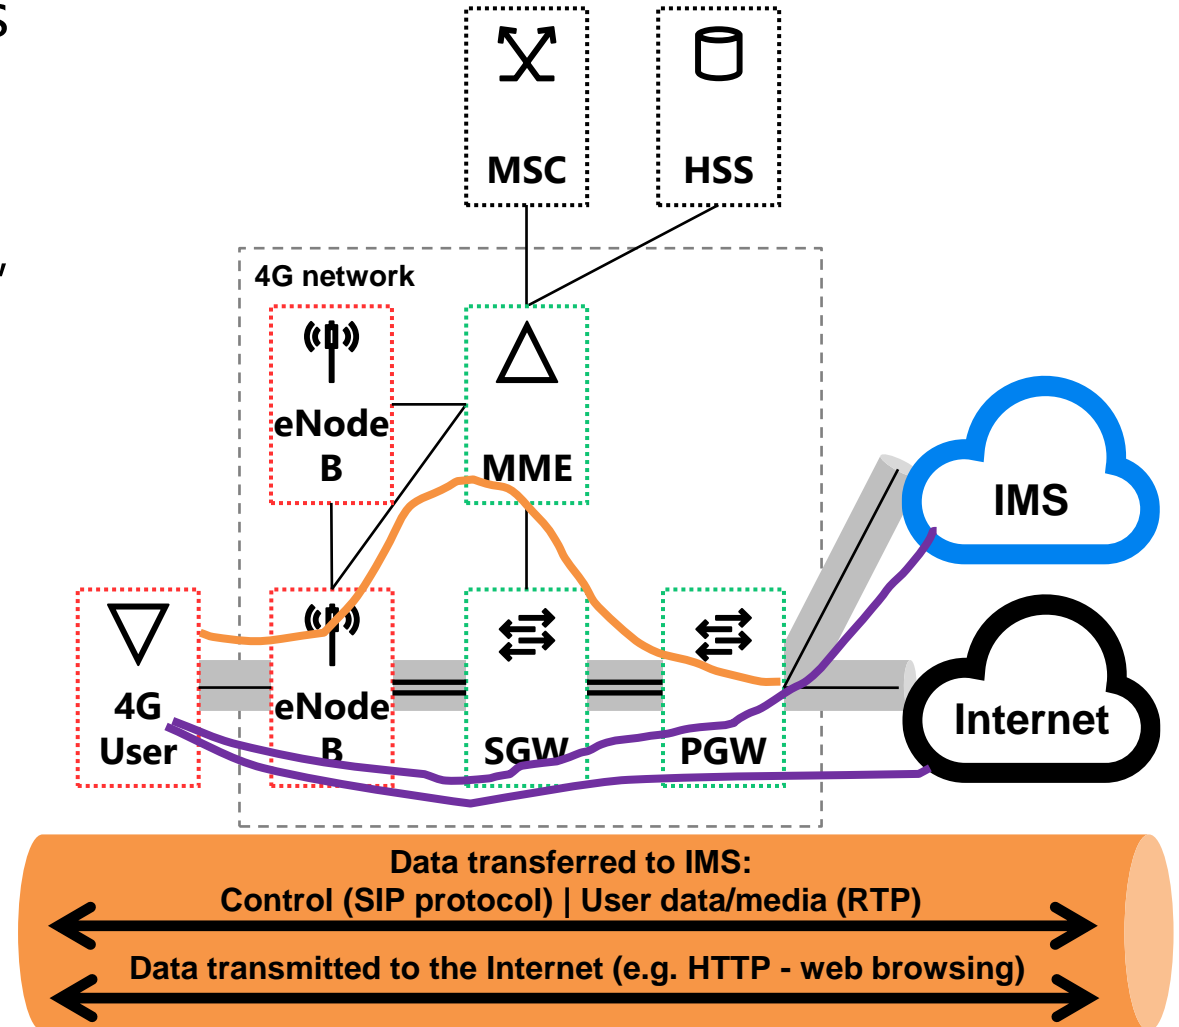 S
MSC
HSS
4G network
eNode
B
MME
IMS
4G
User
eNode
B
SGW
PGW
Internet
Data transferred to IMS:
Control (SIP protocol) | User data/media (RTP)
Data transmitted to the Internet (e.g. HTTP - web browsing)